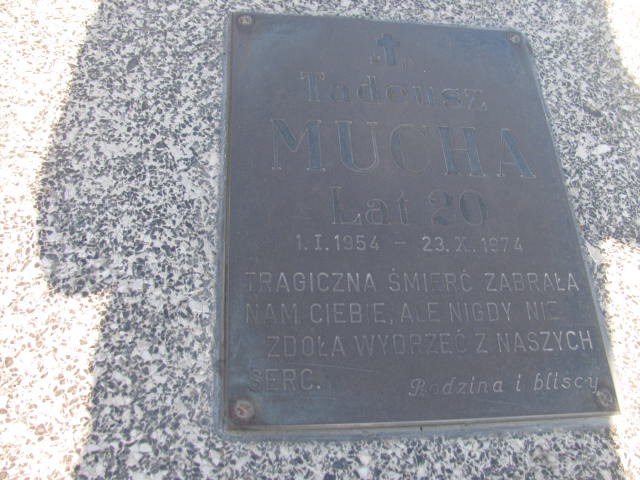 Tadeusz
MUCHA
Lat 20
1.I.1954 – 23.X.1974
TRAGICZNA ŚMIERĆ ZABRAŁA
NAM CIEBIE, ALE NIGDY NIE
ZDOŁA WYDRZEĆ Z NASZYCH
SERC.
Rodzina i bliscy